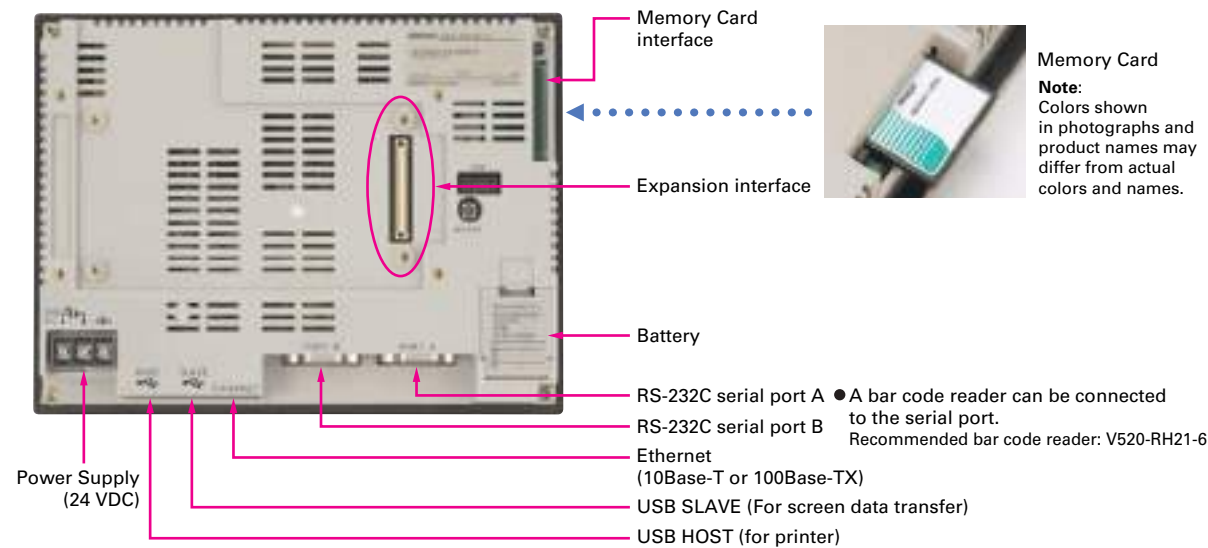 Memory Card
interface
Memory Card
Note:
Colors shown
in photographs and
product names may
differ from actual
colors and names.
Expansion interface
Battery
RS-232C serial port A ●A bar code reader can be connected
to the serial port.
Recommended bar code reader: V520-RH21-6
RS-232C serial port B
Ethernet
(10Base-T or 100Base-TX)
USB SLAVE (For screen data transfer)
USB HOST (for printer)
Power Supply
(24 VDC)
PORT B
PORT A